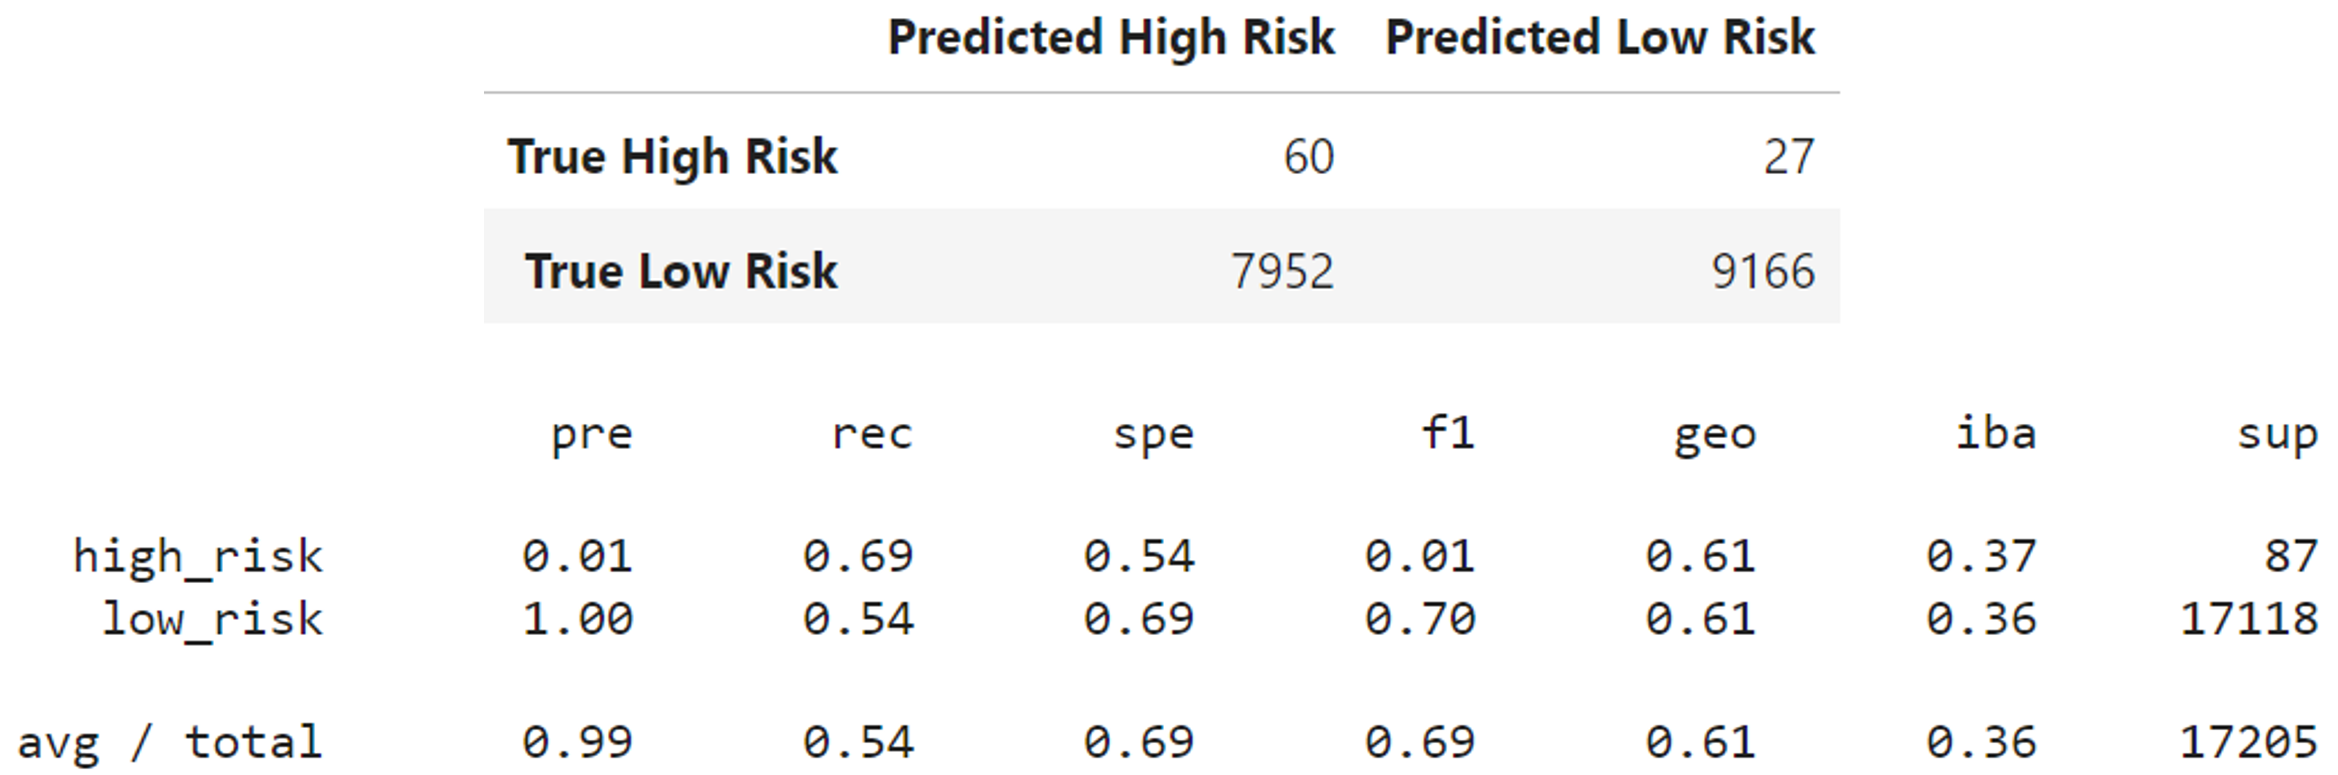 Predicted High Risk Predicted Low Risk
True High Risk 60 27
True Low Risk 7952 9166
pre rec spe f1 geo iba sup
high_risk 0.01 0.69 0.54 0.01 0.61 0.37 87
low_risk 1.00 0.54 0.69 0.70 0.61 0.36 17118
avg / total 0.99 0.54 0.69 0.69 0.61 0.36 17205